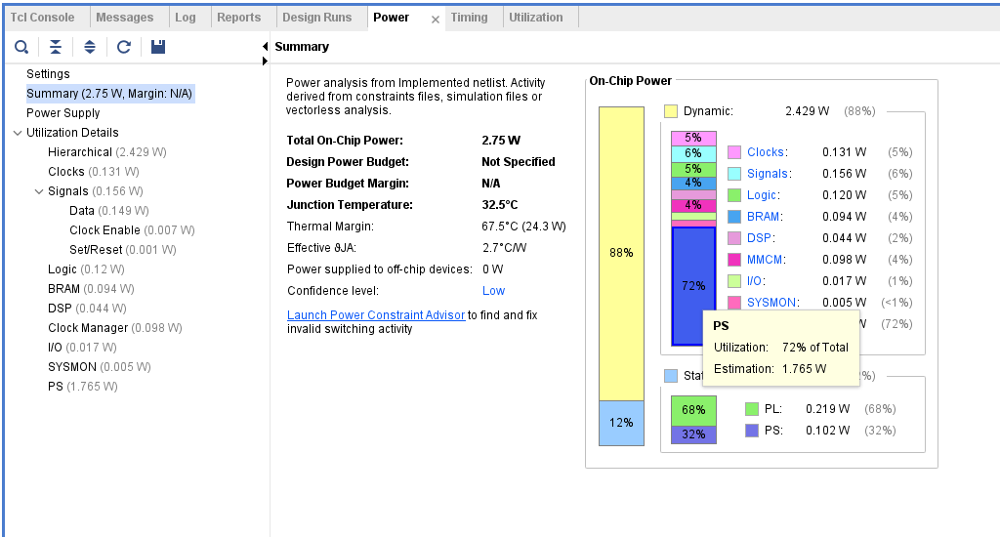 Tcl Console Messages Log Reports Design Runs Power × Timing Utilization
Summary
Settings
Summary (2.75 W, Margin: N/A)
Power Supply
Utilization Details
Hierarchical (2.429 W)
Clocks (0.131 W)
Signals (0.156 W)
Data (0.149 W)
Clock Enable (0.007 W)
Set/Reset (0.001 W)
Logic (0.12 W)
BRAM (0.094 W)
DSP (0.044 W)
Clock Manager (0.098 W)
I/O (0.017 W)
SYSMON (0.005 W)
PS (1.765 W)
Power analysis from Implemented netlist. Activity
derived from constraints files, simulation files or
vectorless analysis.
Total On-Chip Power: 2.75 W
Design Power Budget: Not Specified
Power Budget Margin: N/A
Junction Temperature: 32.5°C
Thermal Margin: 67.5°C (24.3 W)
Effective ϑJA: 2.7°C/W
Power supplied to off-chip devices: 0 W
Confidence level: Low
Launch Power Constraint Advisor to find and fix
invalid switching activity
On-Chip Power
88%
12%
Dynamic: 2.429 W (88%)
5%
6%
5%
4%
4%
72%
Clocks: 0.131 W (5%)
Signals: 0.156 W (6%)
Logic: 0.120 W (5%)
BRAM: 0.094 W (4%)
DSP: 0.044 W (2%)
MMCM: 0.098 W (4%)
I/O: 0.017 W (1%)
SYSMON: 0.005 W (<1%)
W (72%)
PS
Utilization: 72% of Total
Estimation: 1.765 W
Stat 2%)
68%
32%
PL: 0.219 W (68%)
PS: 0.102 W (32%)